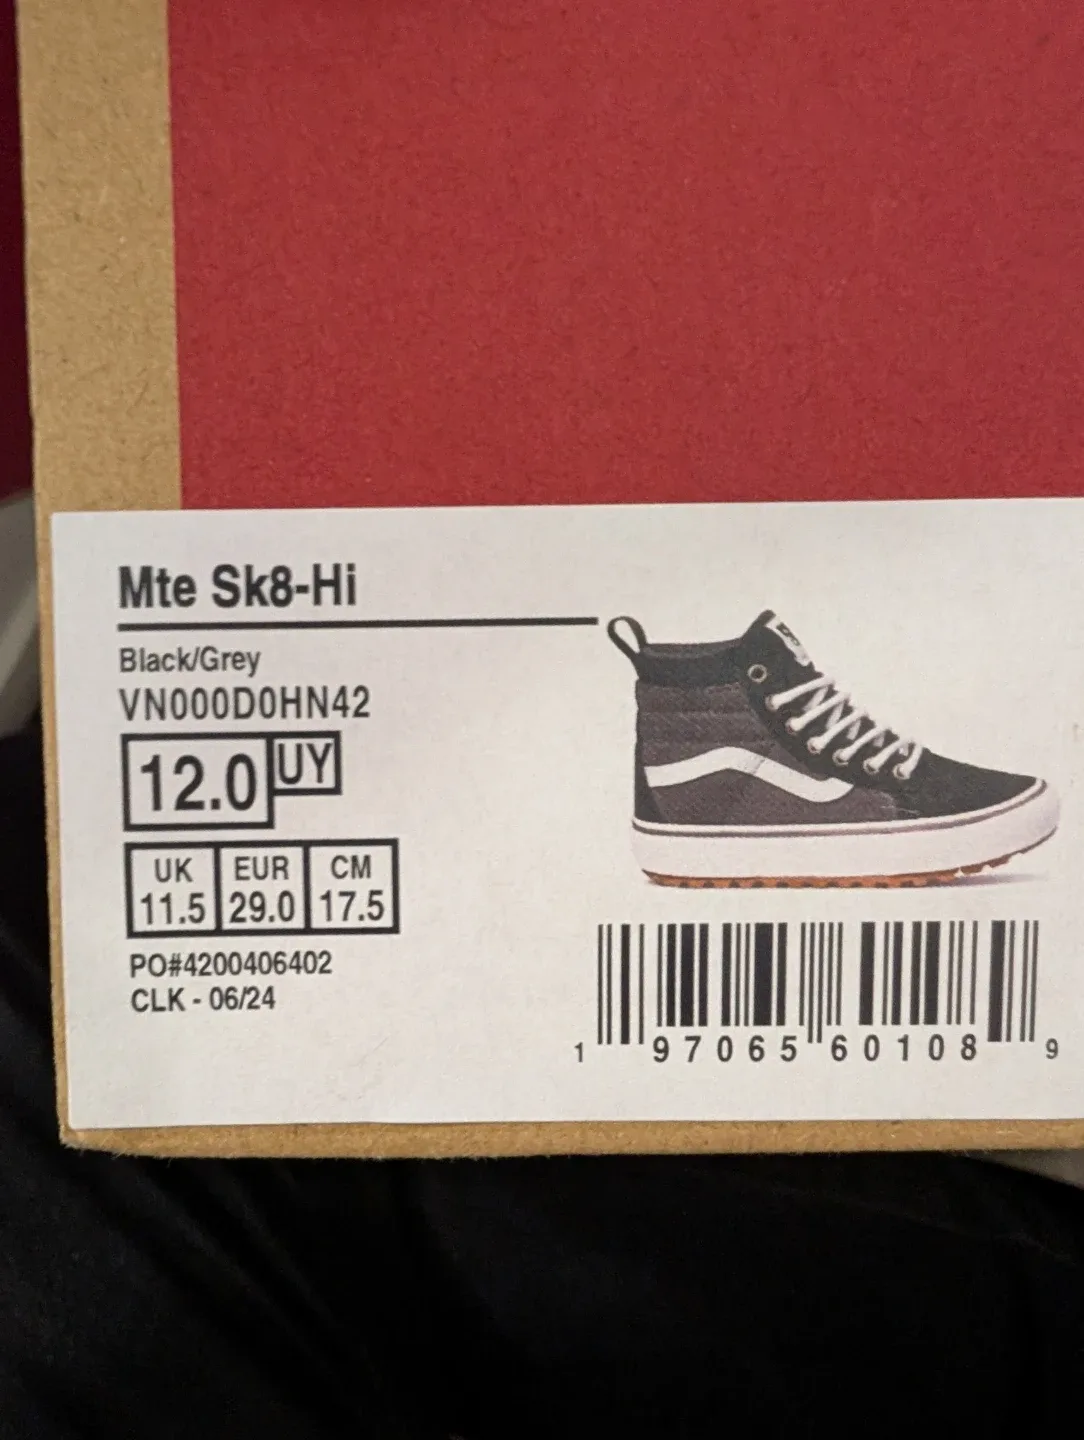 Mte Sk8-Hi
Black/Grey
VN000D0HN42
12.0 UY
UK EUR CM
11.5 29.0 17.5
PO#4200406402
CLK - 06/24
1 97065 60108 9